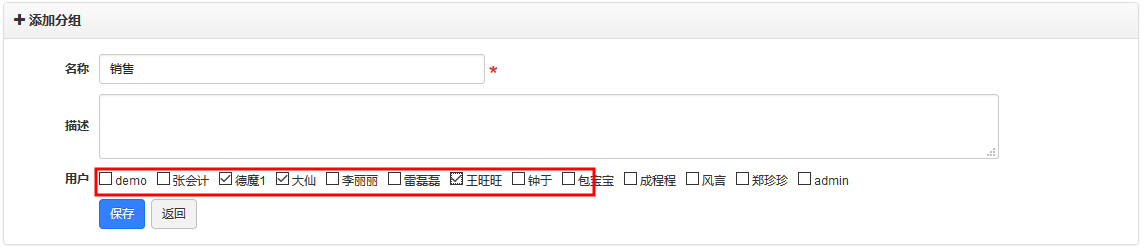 添加分组
名称 销售 *
描述
用户 demo 张会计 德魔1 大仙 李丽丽 雷磊磊 王旺旺 钟于 包宝宝 成程程 风言 郑珍珍 admin
保存 返回